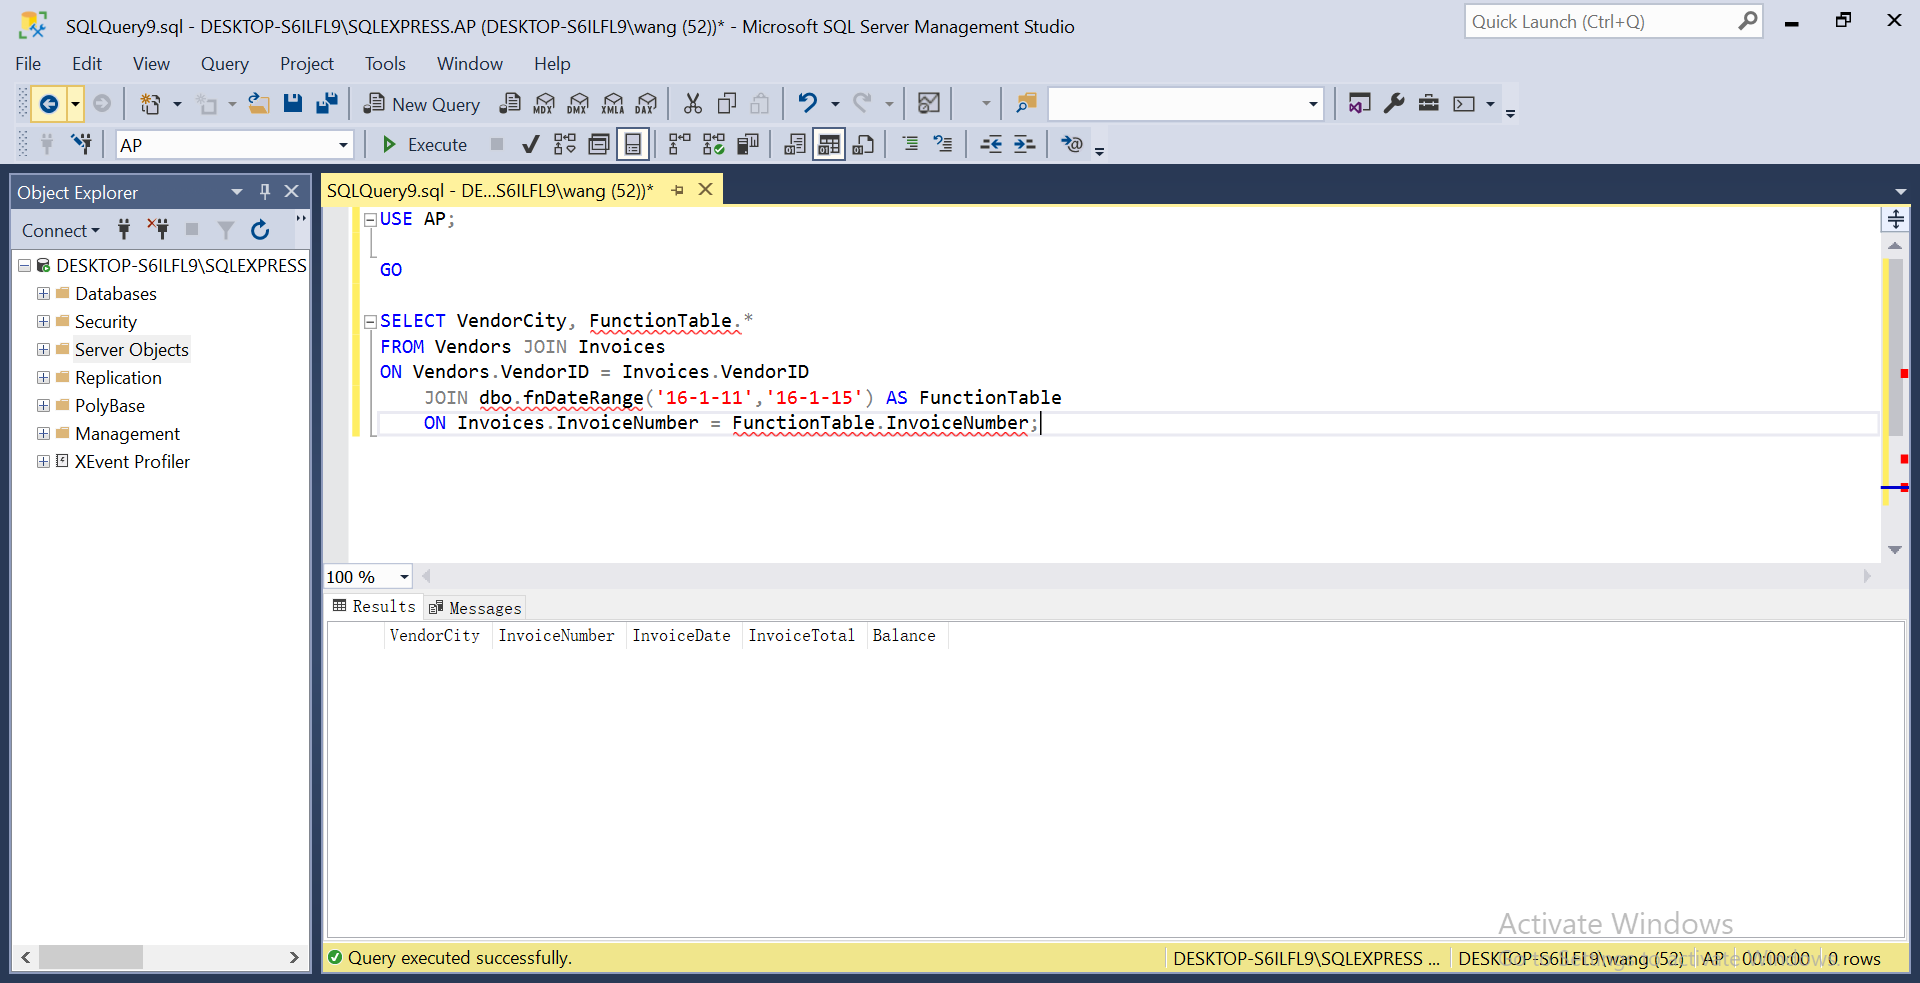 SQLQuery9.sql - DESKTOP-S6ILFL9\SQLEXPRESS.AP (DESKTOP-S6ILFL9\wang (52))* - Microsoft SQL Server Management Studio
Quick Launch (Ctrl+Q)
File Edit View Query Project Tools Window Help
New Query MDX DMX XMLA DAX
AP Execute
Object Explorer
SQLQuery9.sql - DE...S6ILFL9\wang (52))*
Connect
DESKTOP-S6ILFL9\SQLEXPRESS
Databases
Security
Server Objects
Replication
PolyBase
Management
XEvent Profiler
USE AP;
GO
SELECT VendorCity, FunctionTable.*
FROM Vendors JOIN Invoices
ON Vendors.VendorID = Invoices.VendorID
JOIN dbo.fnDateRange('16-1-11','16-1-15') AS FunctionTable
ON Invoices.InvoiceNumber = FunctionTable.InvoiceNumber;
100 %
Results Messages
VendorCity InvoiceNumber InvoiceDate InvoiceTotal Balance
Activate Windows
Query executed successfully.
DESKTOP-S6ILFL9\SQLEXPRESS ... DESKTOP-S6ILFL9\wang (52) AP 00:00:00 0 rows